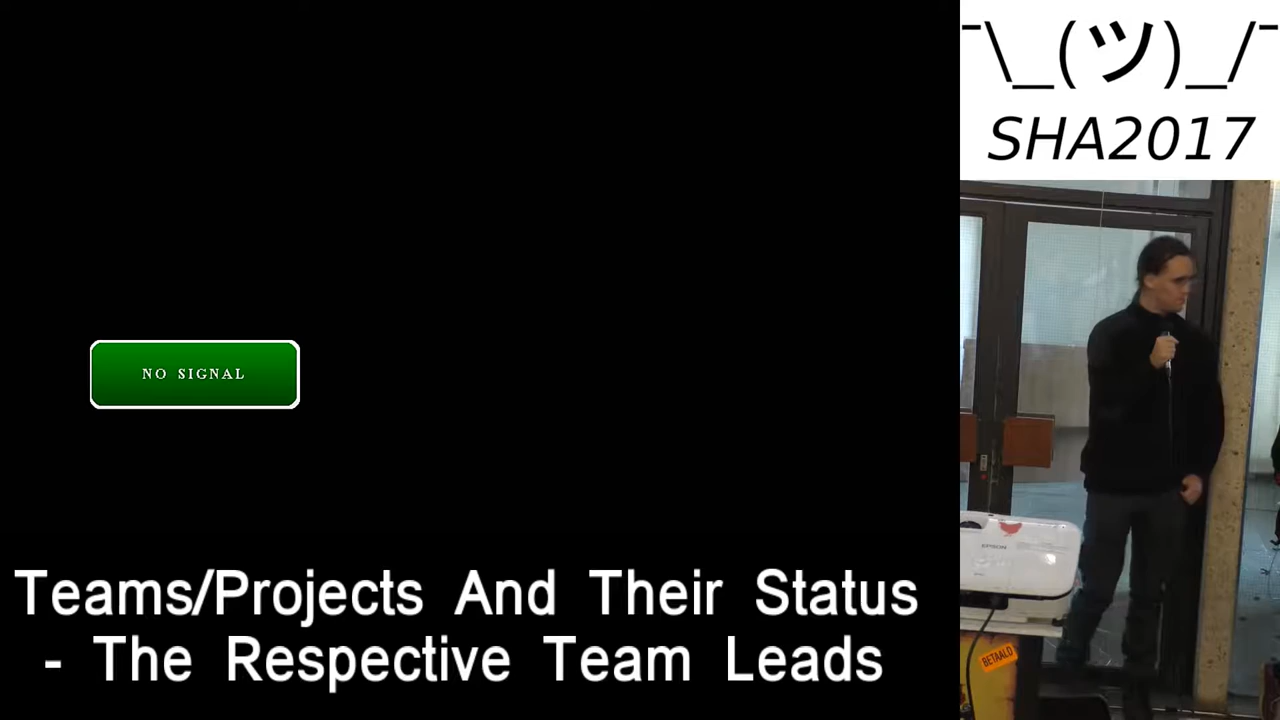 ¯\_(ツ)_/¯
SHA2017
NO SIGNAL
EPSON
BETAALD
Teams/Projects And Their Status
- The Respective Team Leads